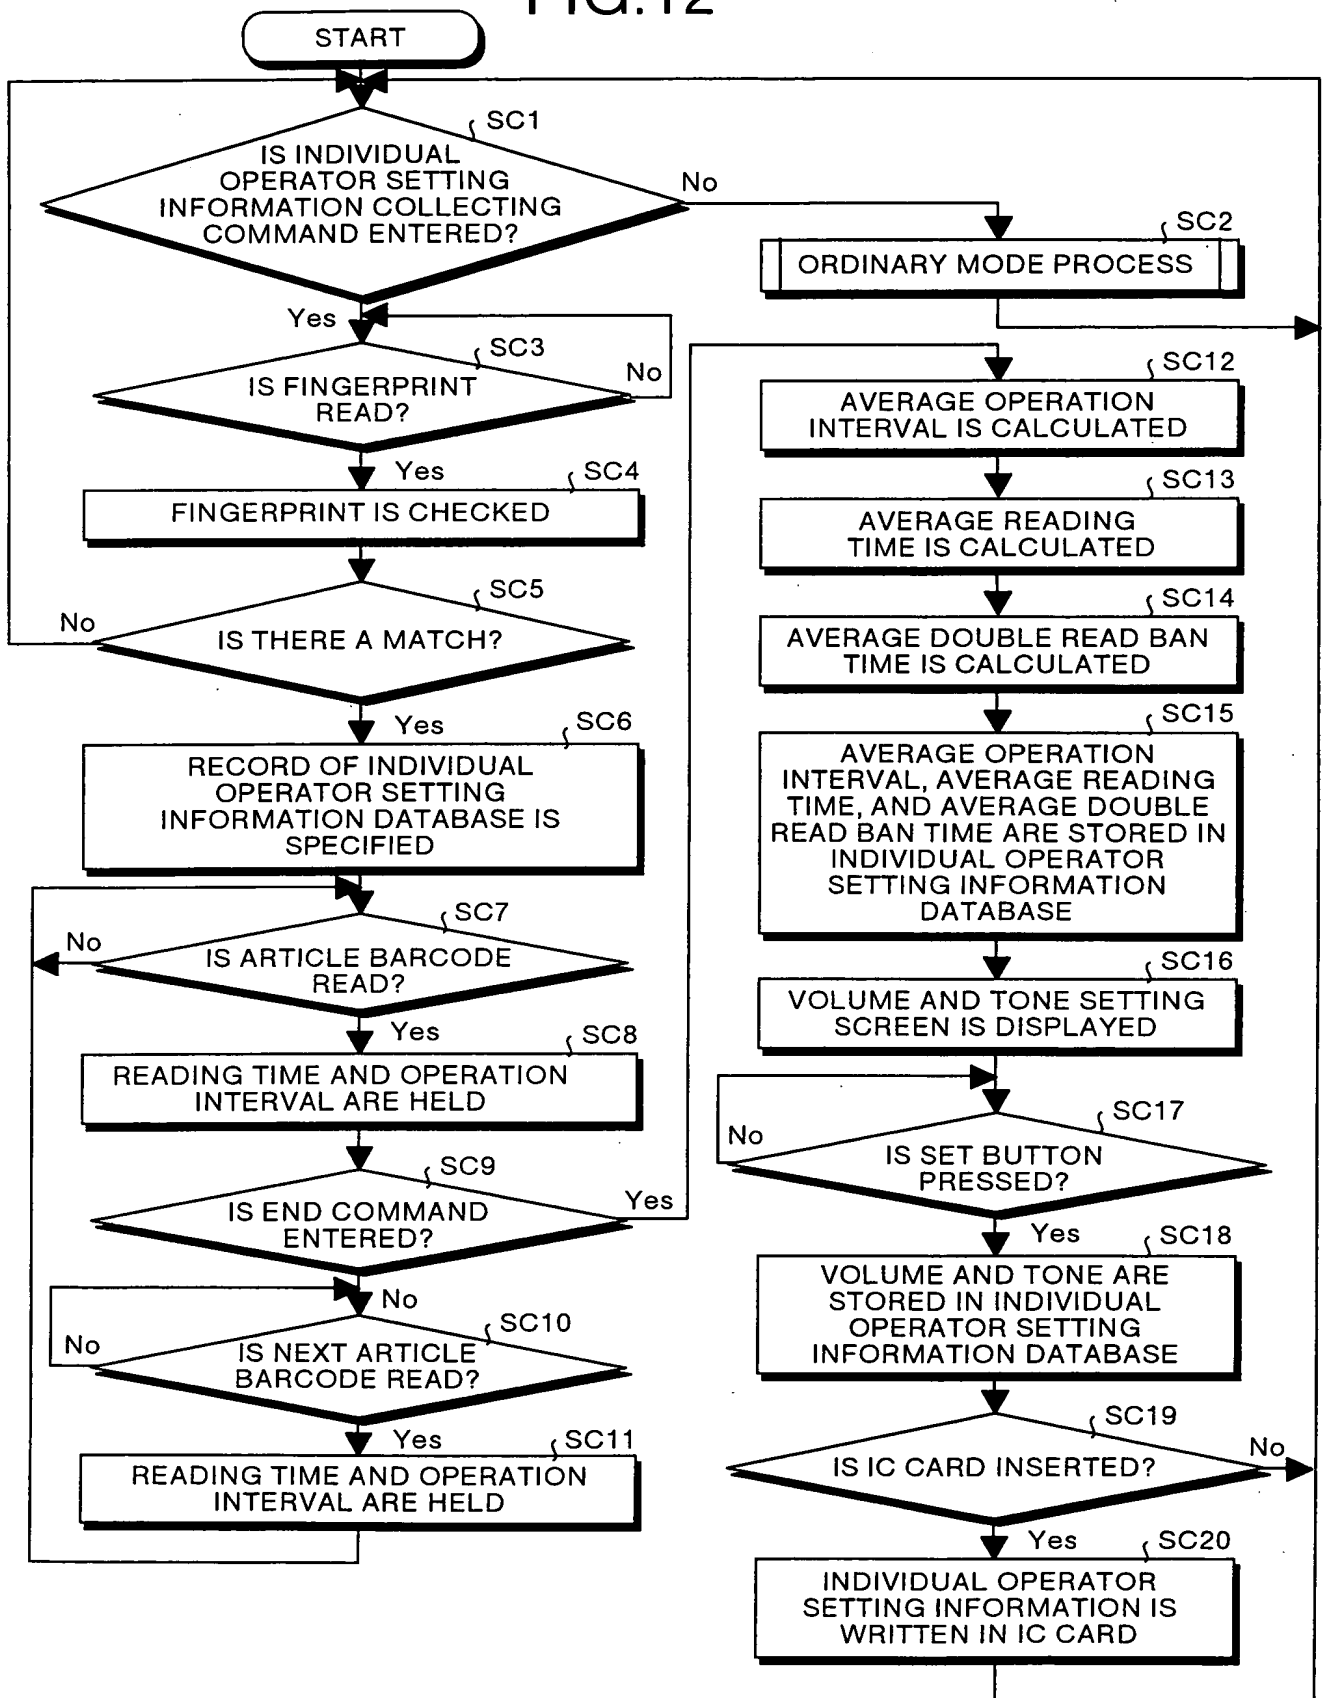 FIG.12
START
SC1
IS INDIVIDUAL
OPERATOR SETTING
INFORMATION COLLECTING
COMMAND ENTERED?
No
SC2
ORDINARY MODE PROCESS
Yes
SC3
IS FINGERPRINT
READ?
No
Yes
SC4
FINGERPRINT IS CHECKED
SC5
IS THERE A MATCH?
No
Yes
SC6
RECORD OF INDIVIDUAL
OPERATOR SETTING
INFORMATION DATABASE IS
SPECIFIED
SC7
IS ARTICLE BARCODE
READ?
No
Yes
SC8
READING TIME AND OPERATION
INTERVAL ARE HELD
SC9
IS END COMMAND
ENTERED?
Yes
No
SC10
IS NEXT ARTICLE
BARCODE READ?
No
Yes
SC11
READING TIME AND OPERATION
INTERVAL ARE HELD
SC12
AVERAGE OPERATION
INTERVAL IS CALCULATED
SC13
AVERAGE READING
TIME IS CALCULATED
SC14
AVERAGE DOUBLE READ BAN
TIME IS CALCULATED
SC15
AVERAGE OPERATION
INTERVAL, AVERAGE READING
TIME, AND AVERAGE DOUBLE
READ BAN TIME ARE STORED IN
INDIVIDUAL OPERATOR
SETTING INFORMATION
DATABASE
SC16
VOLUME AND TONE SETTING
SCREEN IS DISPLAYED
SC17
IS SET BUTTON
PRESSED?
No
Yes
SC18
VOLUME AND TONE ARE
STORED IN INDIVIDUAL
OPERATOR SETTING
INFORMATION DATABASE
SC19
IS IC CARD INSERTED?
No
Yes
SC20
INDIVIDUAL OPERATOR
SETTING INFORMATION IS
WRITTEN IN IC CARD